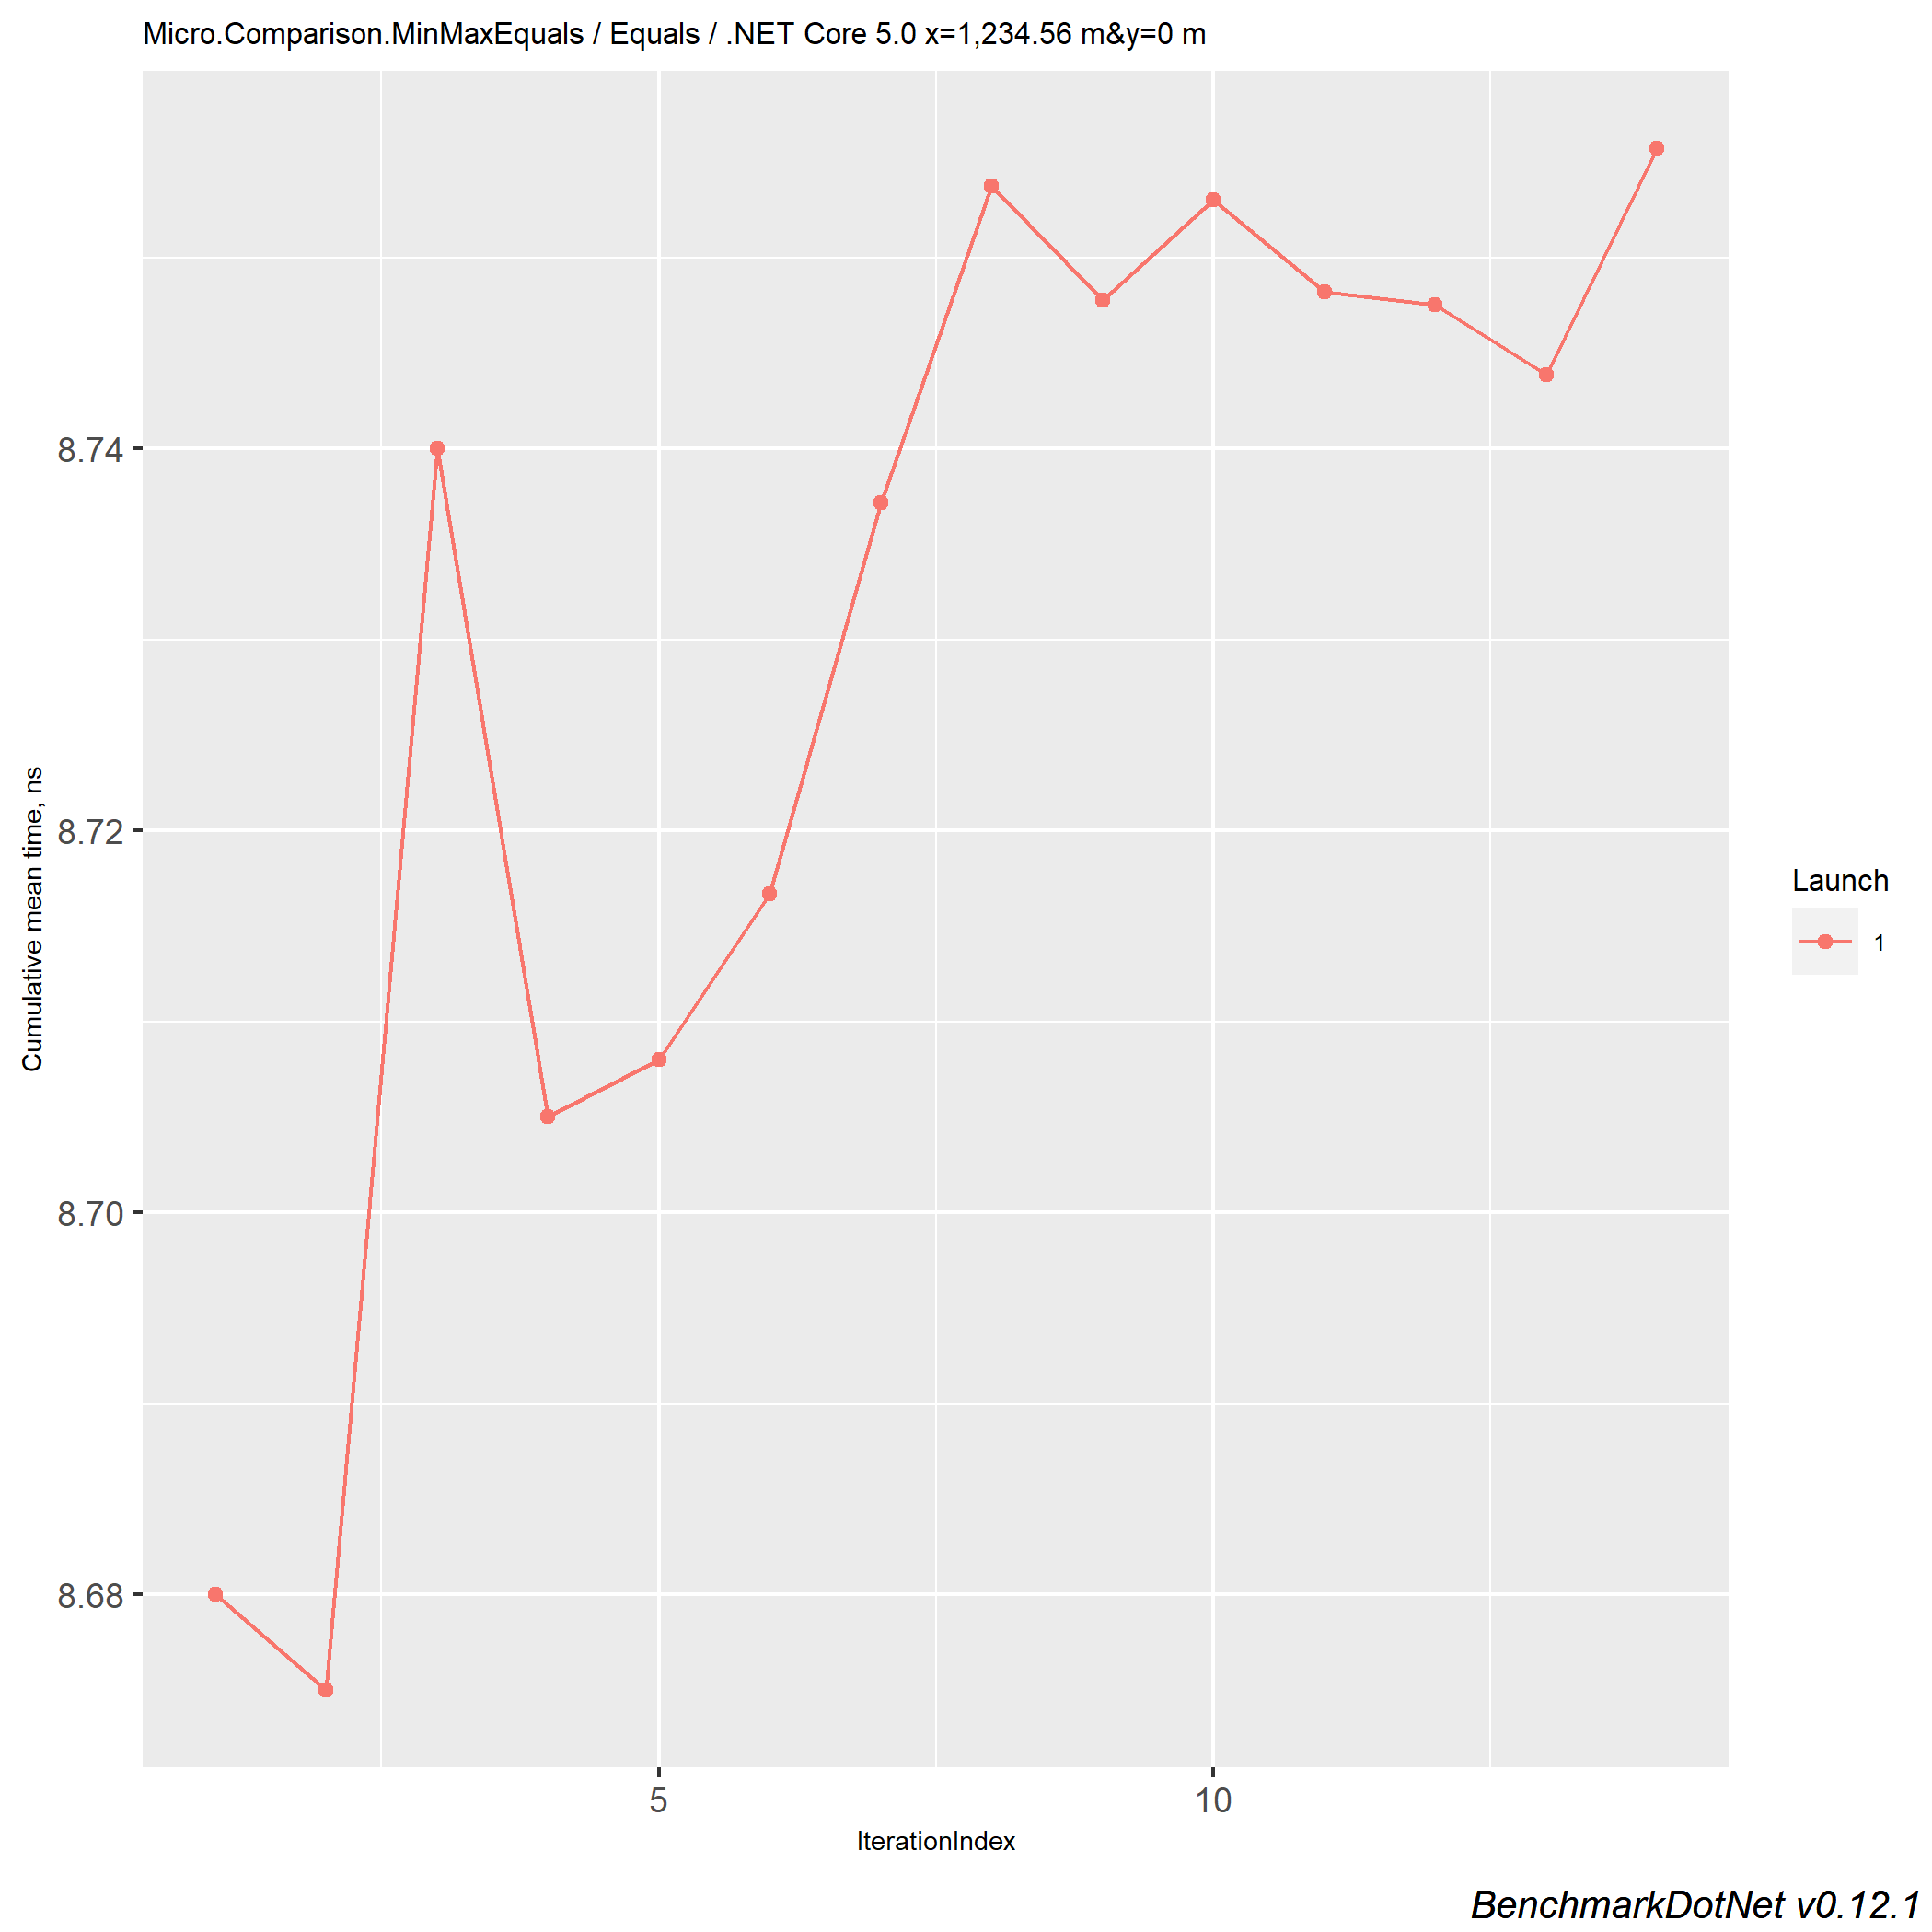 Micro.Comparison.MinMaxEquals / Equals / .NET Core 5.0 x=1,234.56 m&y=0 m
Cumulative mean time, ns
8.74
8.72
8.70
8.68
5
10
IterationIndex
Launch
1
BenchmarkDotNet v0.12.1